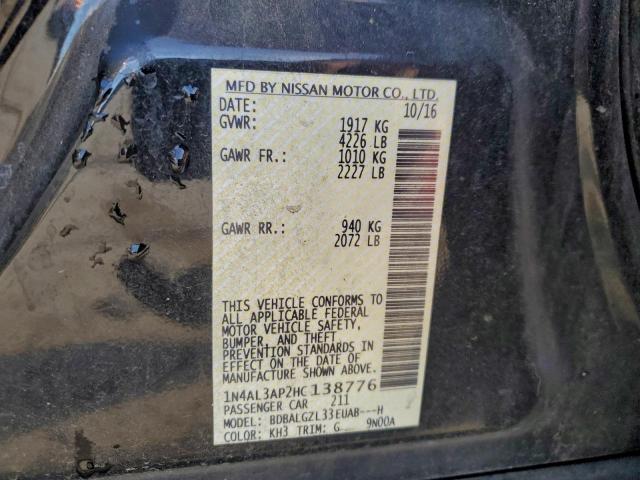 MFD BY NISSAN MOTOR CO., LTD.
DATE: 10/16
GVWR: 1917 KG
4226 LB
GAWR FR.: 1010 KG
2227 LB
GAWR RR.: 940 KG
2072 LB
THIS VEHICLE CONFORMS TO
ALL APPLICABLE FEDERAL
MOTOR VEHICLE SAFETY,
BUMPER, AND THEFT
PREVENTION STANDARDS IN
EFFECT ON THE DATE OF
MANUFACTURE SHOWN ABOVE.
1N4AL3AP2HC138776
PASSENGER CAR 211
MODEL: BDBALGZL33EUAB---H
COLOR: KH3 TRIM: G 9N00A